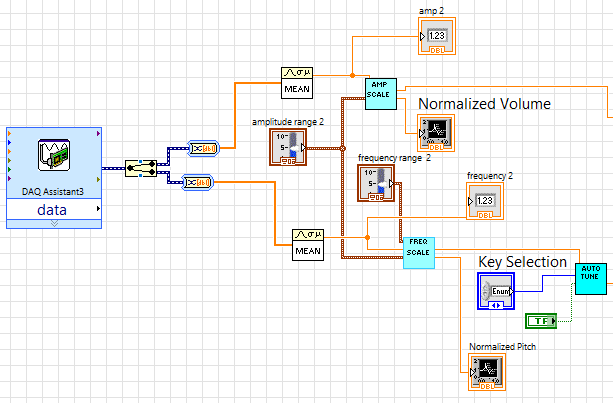 amp 2
1.23
DBL
MEAN
AMP
SCALE
Normalized Volume
amplitude range 2
10
5
2
0
DBL
frequency range 2
10
5
DAQ Assistant3
data
frequency 2
1.23
DBL
MEAN
FREQ
SCALE
Key Selection
Enum
AUTO
TUNE
TF
Normalized Pitch
2
0
DBL